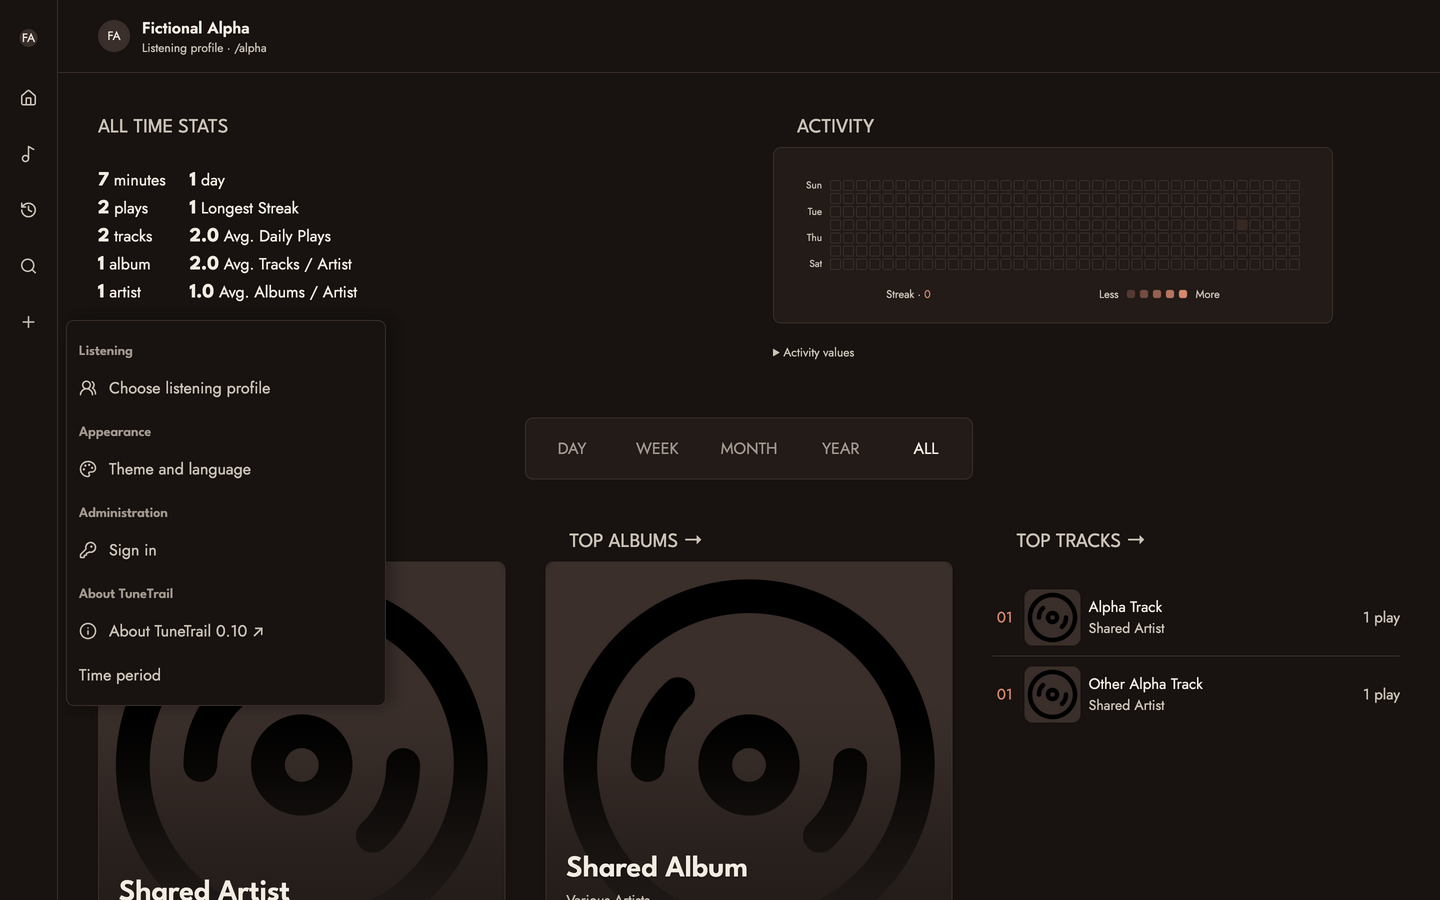 FA
FA
Fictional Alpha
Listening profile · /alpha
ALL TIME STATS
7 minutes
1 day
2 plays
1 Longest Streak
2 tracks
2.0 Avg. Daily Plays
1 album
2.0 Avg. Tracks / Artist
1 artist
1.0 Avg. Albums / Artist
ACTIVITY
Sun
Tue
Thu
Sat
Streak · 0
Less
More
Activity values
Listening
Choose listening profile
Appearance
Theme and language
Administration
Sign in
About TuneTrail
About TuneTrail 0.10 ↗
Time period
DAY
WEEK
MONTH
YEAR
ALL
Shared Artist
TOP ALBUMS →
Shared Album
Various Artists
TOP TRACKS →
01
Alpha Track
Shared Artist
1 play
01
Other Alpha Track
Shared Artist
1 play